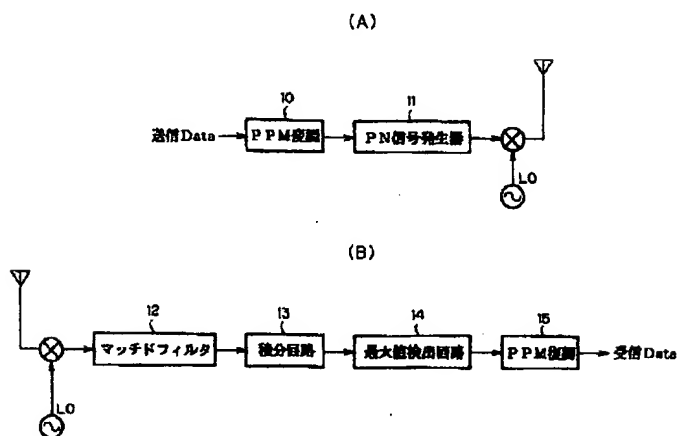 (A)
10
11
送信Data
PPM変調
PN信号発生器
LO
(B)
12
13
14
15
マッチドフィルタ
積分回路
最大値検出回路
PPM復調
受信Data
LO